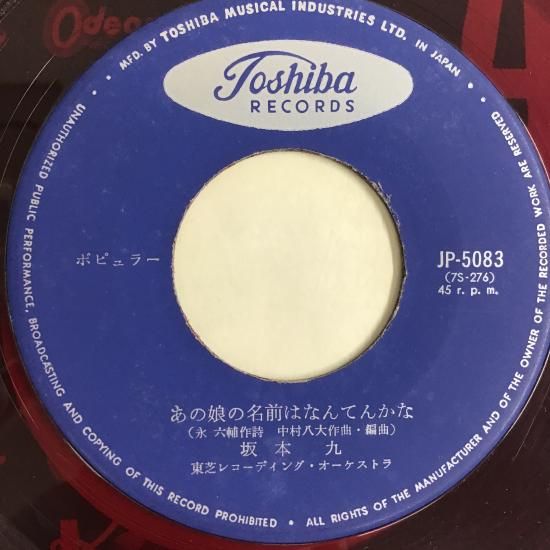 Odeo
MFD. BY TOSHIBA MUSICAL INDUSTRIES LTD. IN JAPAN.
Toshiba
RECORDS
ポピュラー
JP-5083
(7S-276)
45 r. p. m.
あの娘の名前はなんてんかな
(永 六輔作詩 中村八大作曲・編曲)
坂本 九
東芝レコーディング・オーケストラ
UNAUTHORIZED PUBLIC PERFORMANCE, BROADCASTING AND COPYING OF THIS RECORD PROHIBITED • ALL RIGHTS OF THE MANUFACTURER AND OF THE OWNER OF THE RECORDED WORK ARE RESERVED